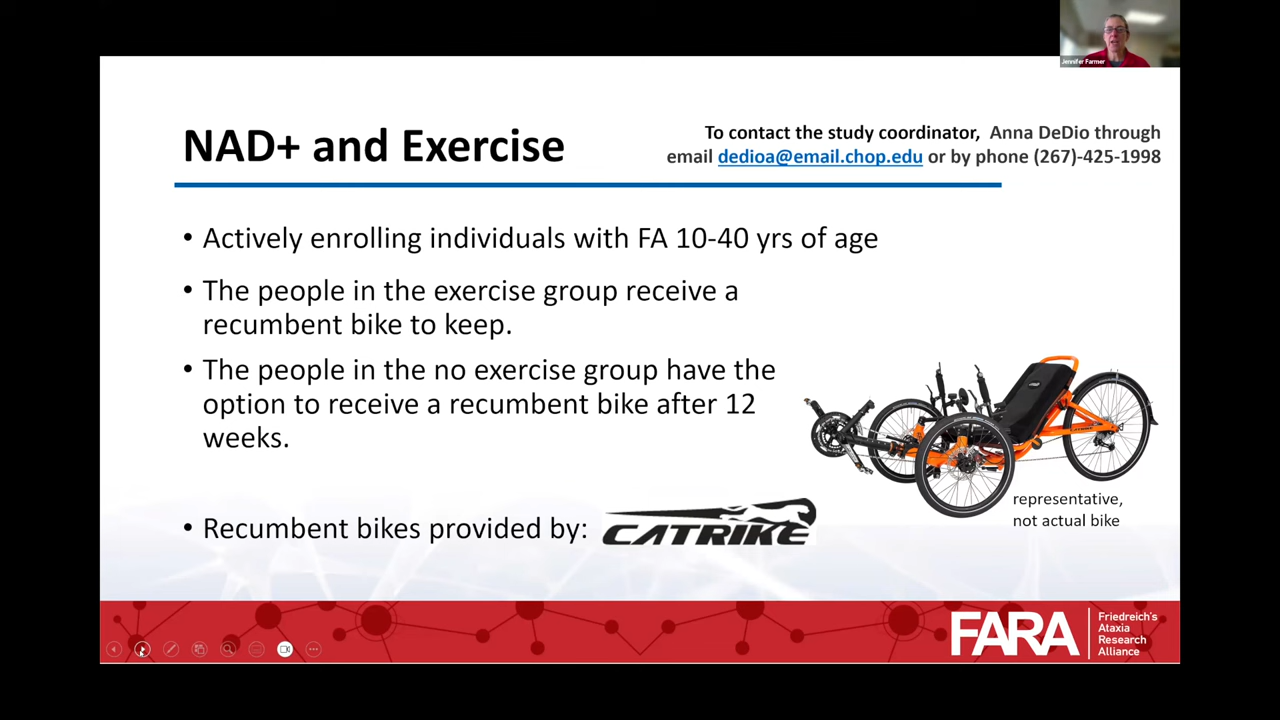 Jennifer Farmer
NAD+ and Exercise
To contact the study coordinator, Anna DeDio through
email dedioa@email.chop.edu or by phone (267)-425-1998
• Actively enrolling individuals with FA 10-40 yrs of age
• The people in the exercise group receive a
recumbent bike to keep.
• The people in the no exercise group have the
option to receive a recumbent bike after 12
weeks.
representative,
not actual bike
• Recumbent bikes provided by:
CATRIKE
FARA
Friedreich's
Ataxia
Research
Alliance